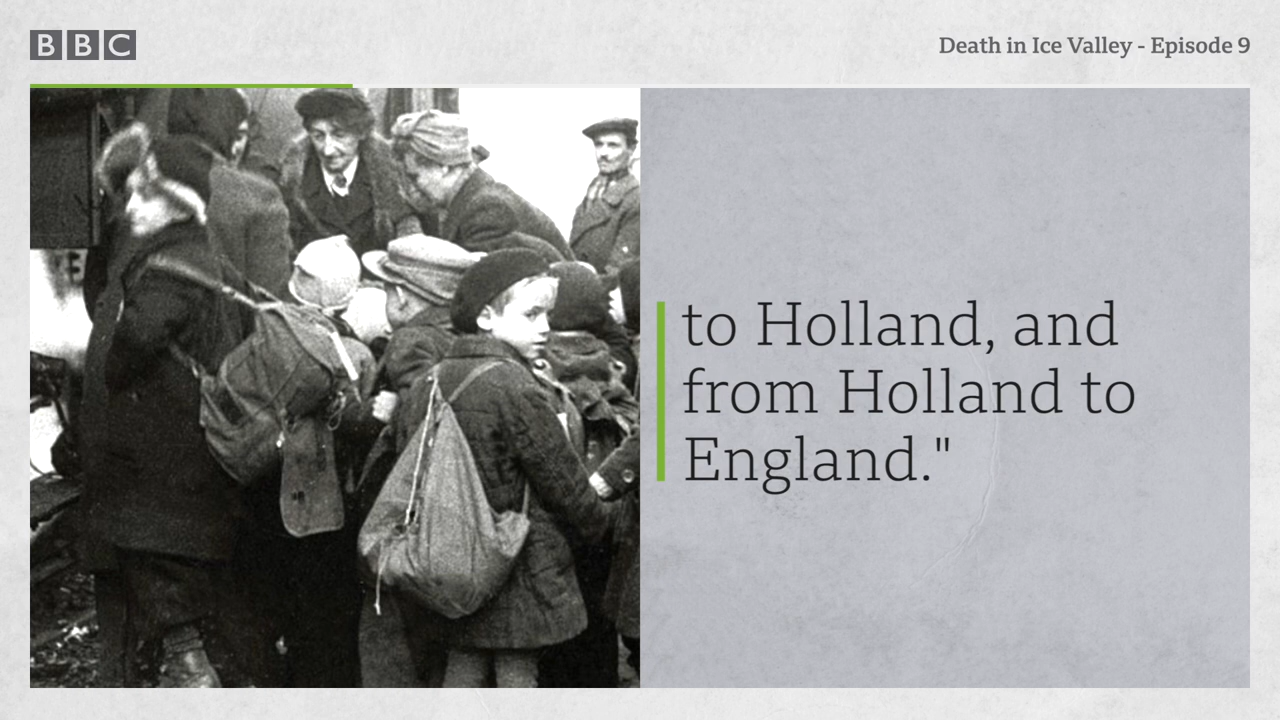 BBC
Death in Ice Valley - Episode 9
to Holland, and
from Holland to
England."